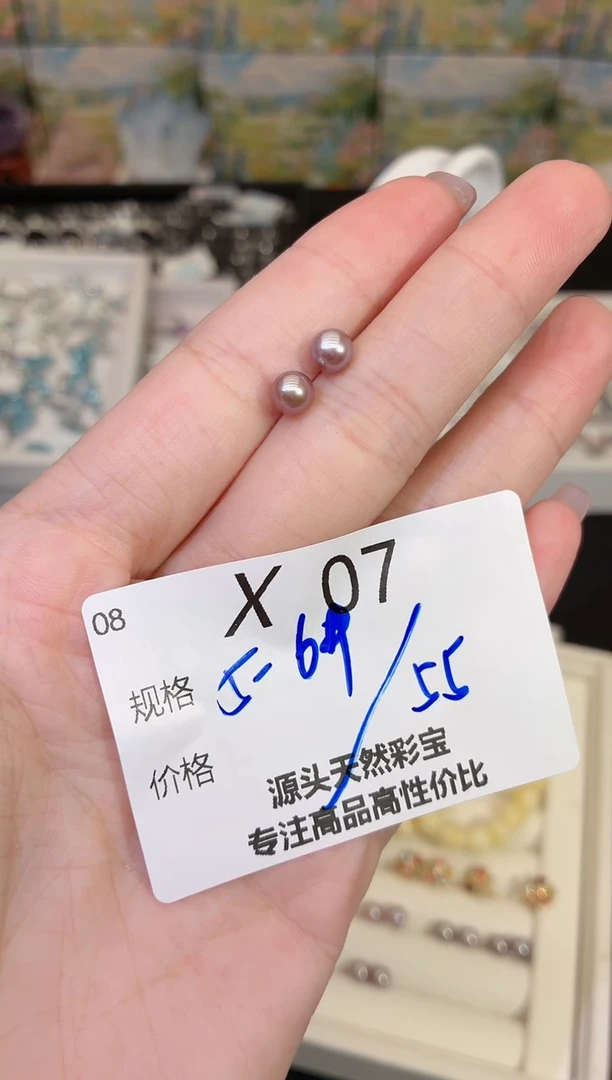 08
X 07
规格 5-6
/55
价格
源头天然彩宝
专注高品高性价比